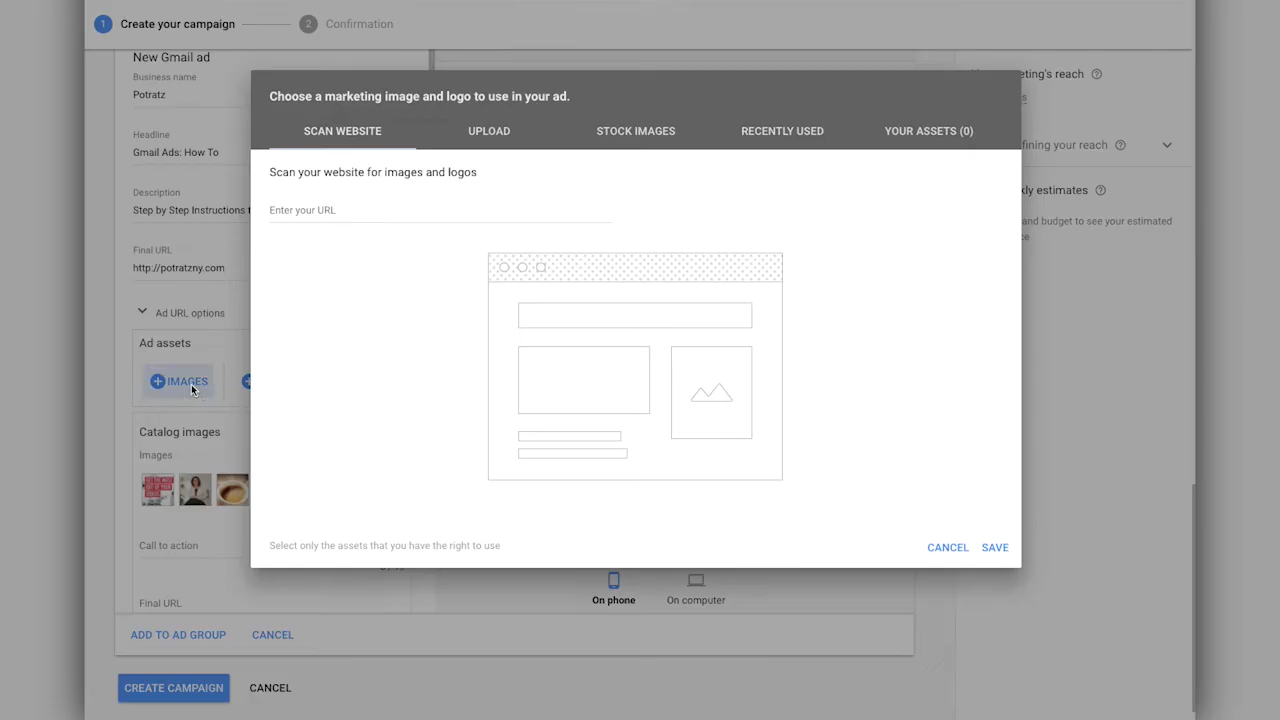 1 Create your campaign
2 Confirmation
New Gmail ad
Business name
Potratz
Headline
Gmail Ads: How To
Description
Step by Step Instructions
Final URL
http://potratzny.com
Ad URL options
Ad assets
IMAGES
Catalog images
Images
Call to action
Final URL
ADD TO AD GROUP CANCEL
CREATE CAMPAIGN CANCEL
Choose a marketing image and logo to use in your ad.
SCAN WEBSITE UPLOAD STOCK IMAGES RECENTLY USED YOUR ASSETS (0)
Scan your website for images and logos
Enter your URL
Select only the assets that you have the right to use
CANCEL SAVE
On phone On computer
eting's reach
fining your reach
kly estimates
and budget to see your estimated
ce